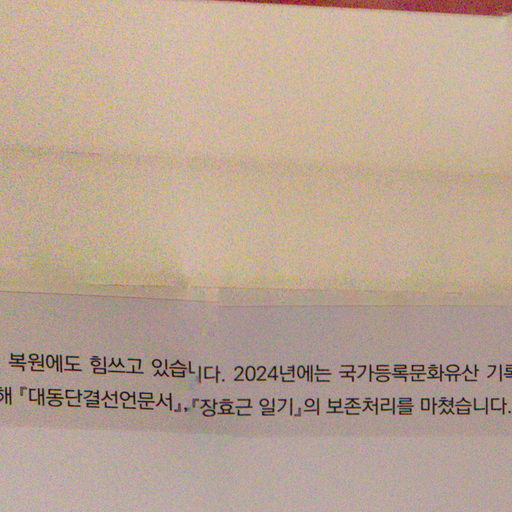 복원에도 힘쓰고 있습니다. 2024년에는 국가등록문화유산 기록
해 『대동단결선언문서』, 『장효근 일기』의 보존처리를 마쳤습니다.